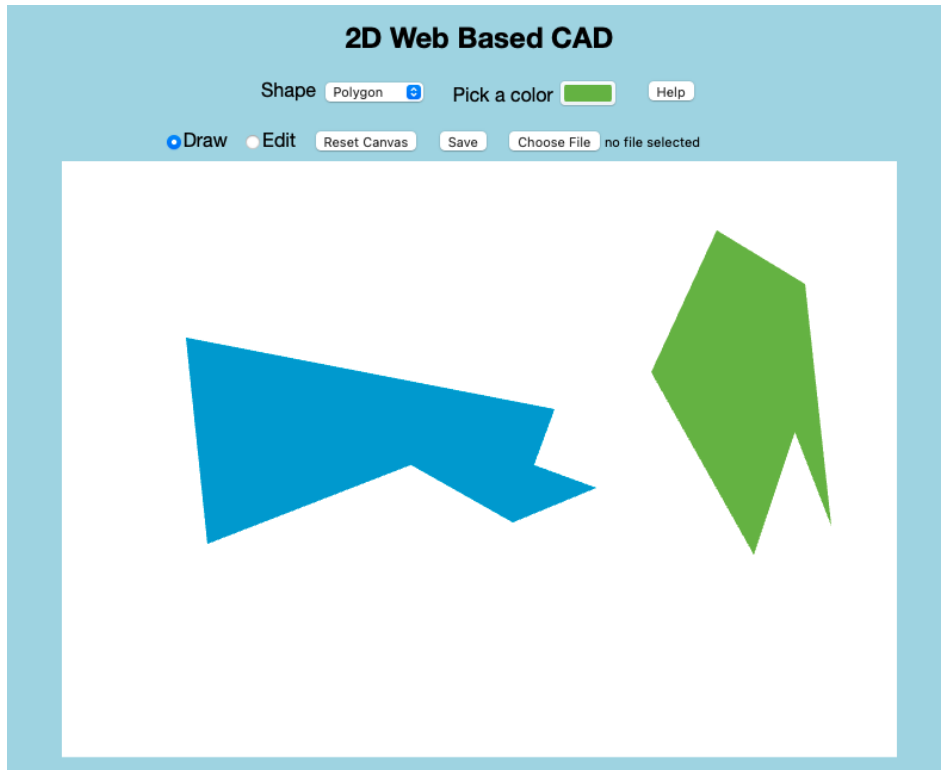 2D Web Based CAD
Shape Polygon Pick a color Help
Draw Edit Reset Canvas Save Choose File no file selected